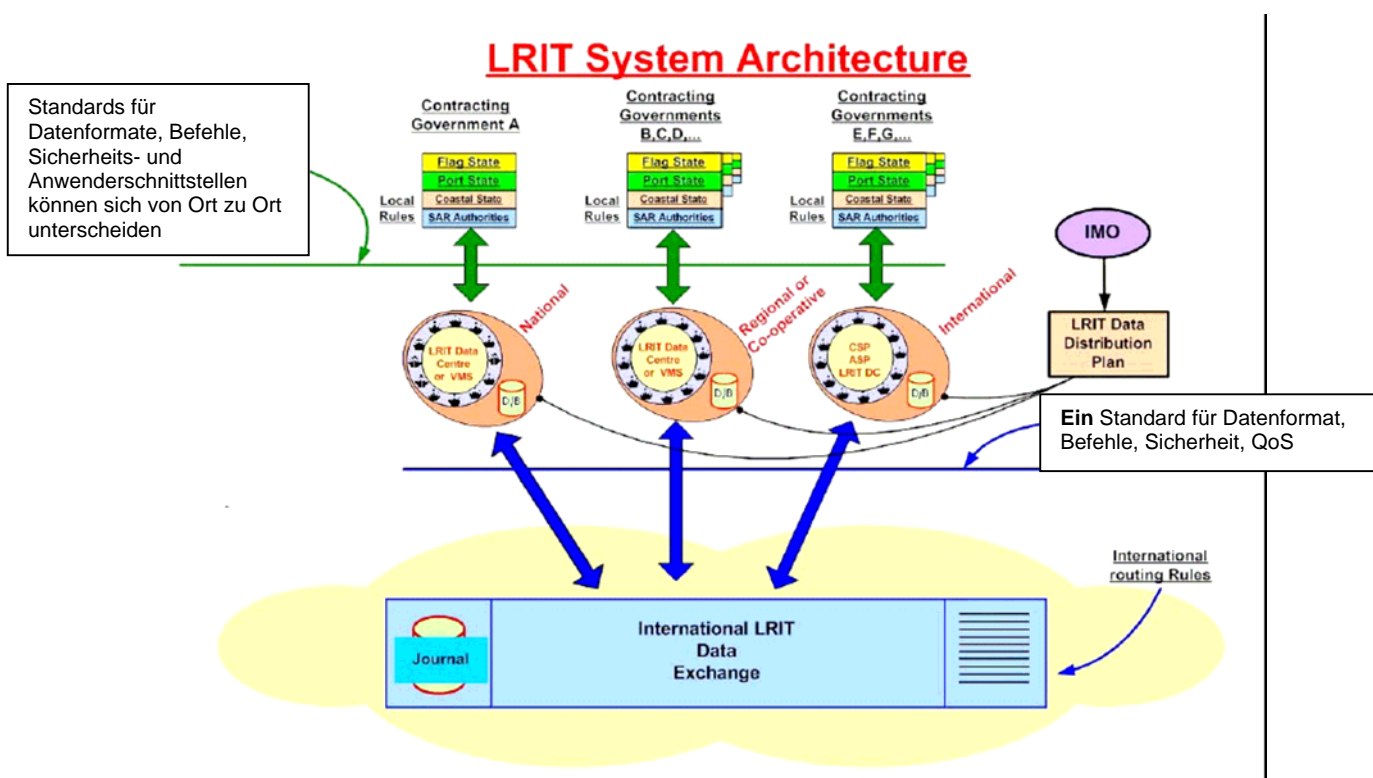 LRIT System Architecture
Standards für
Datenformate, Befehle,
Sicherheits- und
Anwenderschnittstellen
können sich von Ort zu Ort
unterscheiden
Contracting
Government A
Flag State
Port State
Coastal State
SAR Authorities
Local
Rules
Contracting
Governments
B,C,D,...
Flag State
Port State
Coastal State
SAR Authorities
Local
Rules
Contracting
Governments
E,F,G,...
Flag State
Port State
Coastal State
SAR Authorities
Local
Rules
IMO
LRIT Data
Distribution
Plan
National
LRIT Data
Centre
or VMS
D/B
Regional or
Co-operative
LRIT Data
Centre
or VMS
D/B
International
CSP
ASP
LRIT DC
D/B
Ein Standard für Datenformat,
Befehle, Sicherheit, QoS
International
routing Rules
Journal
International LRIT
Data
Exchange